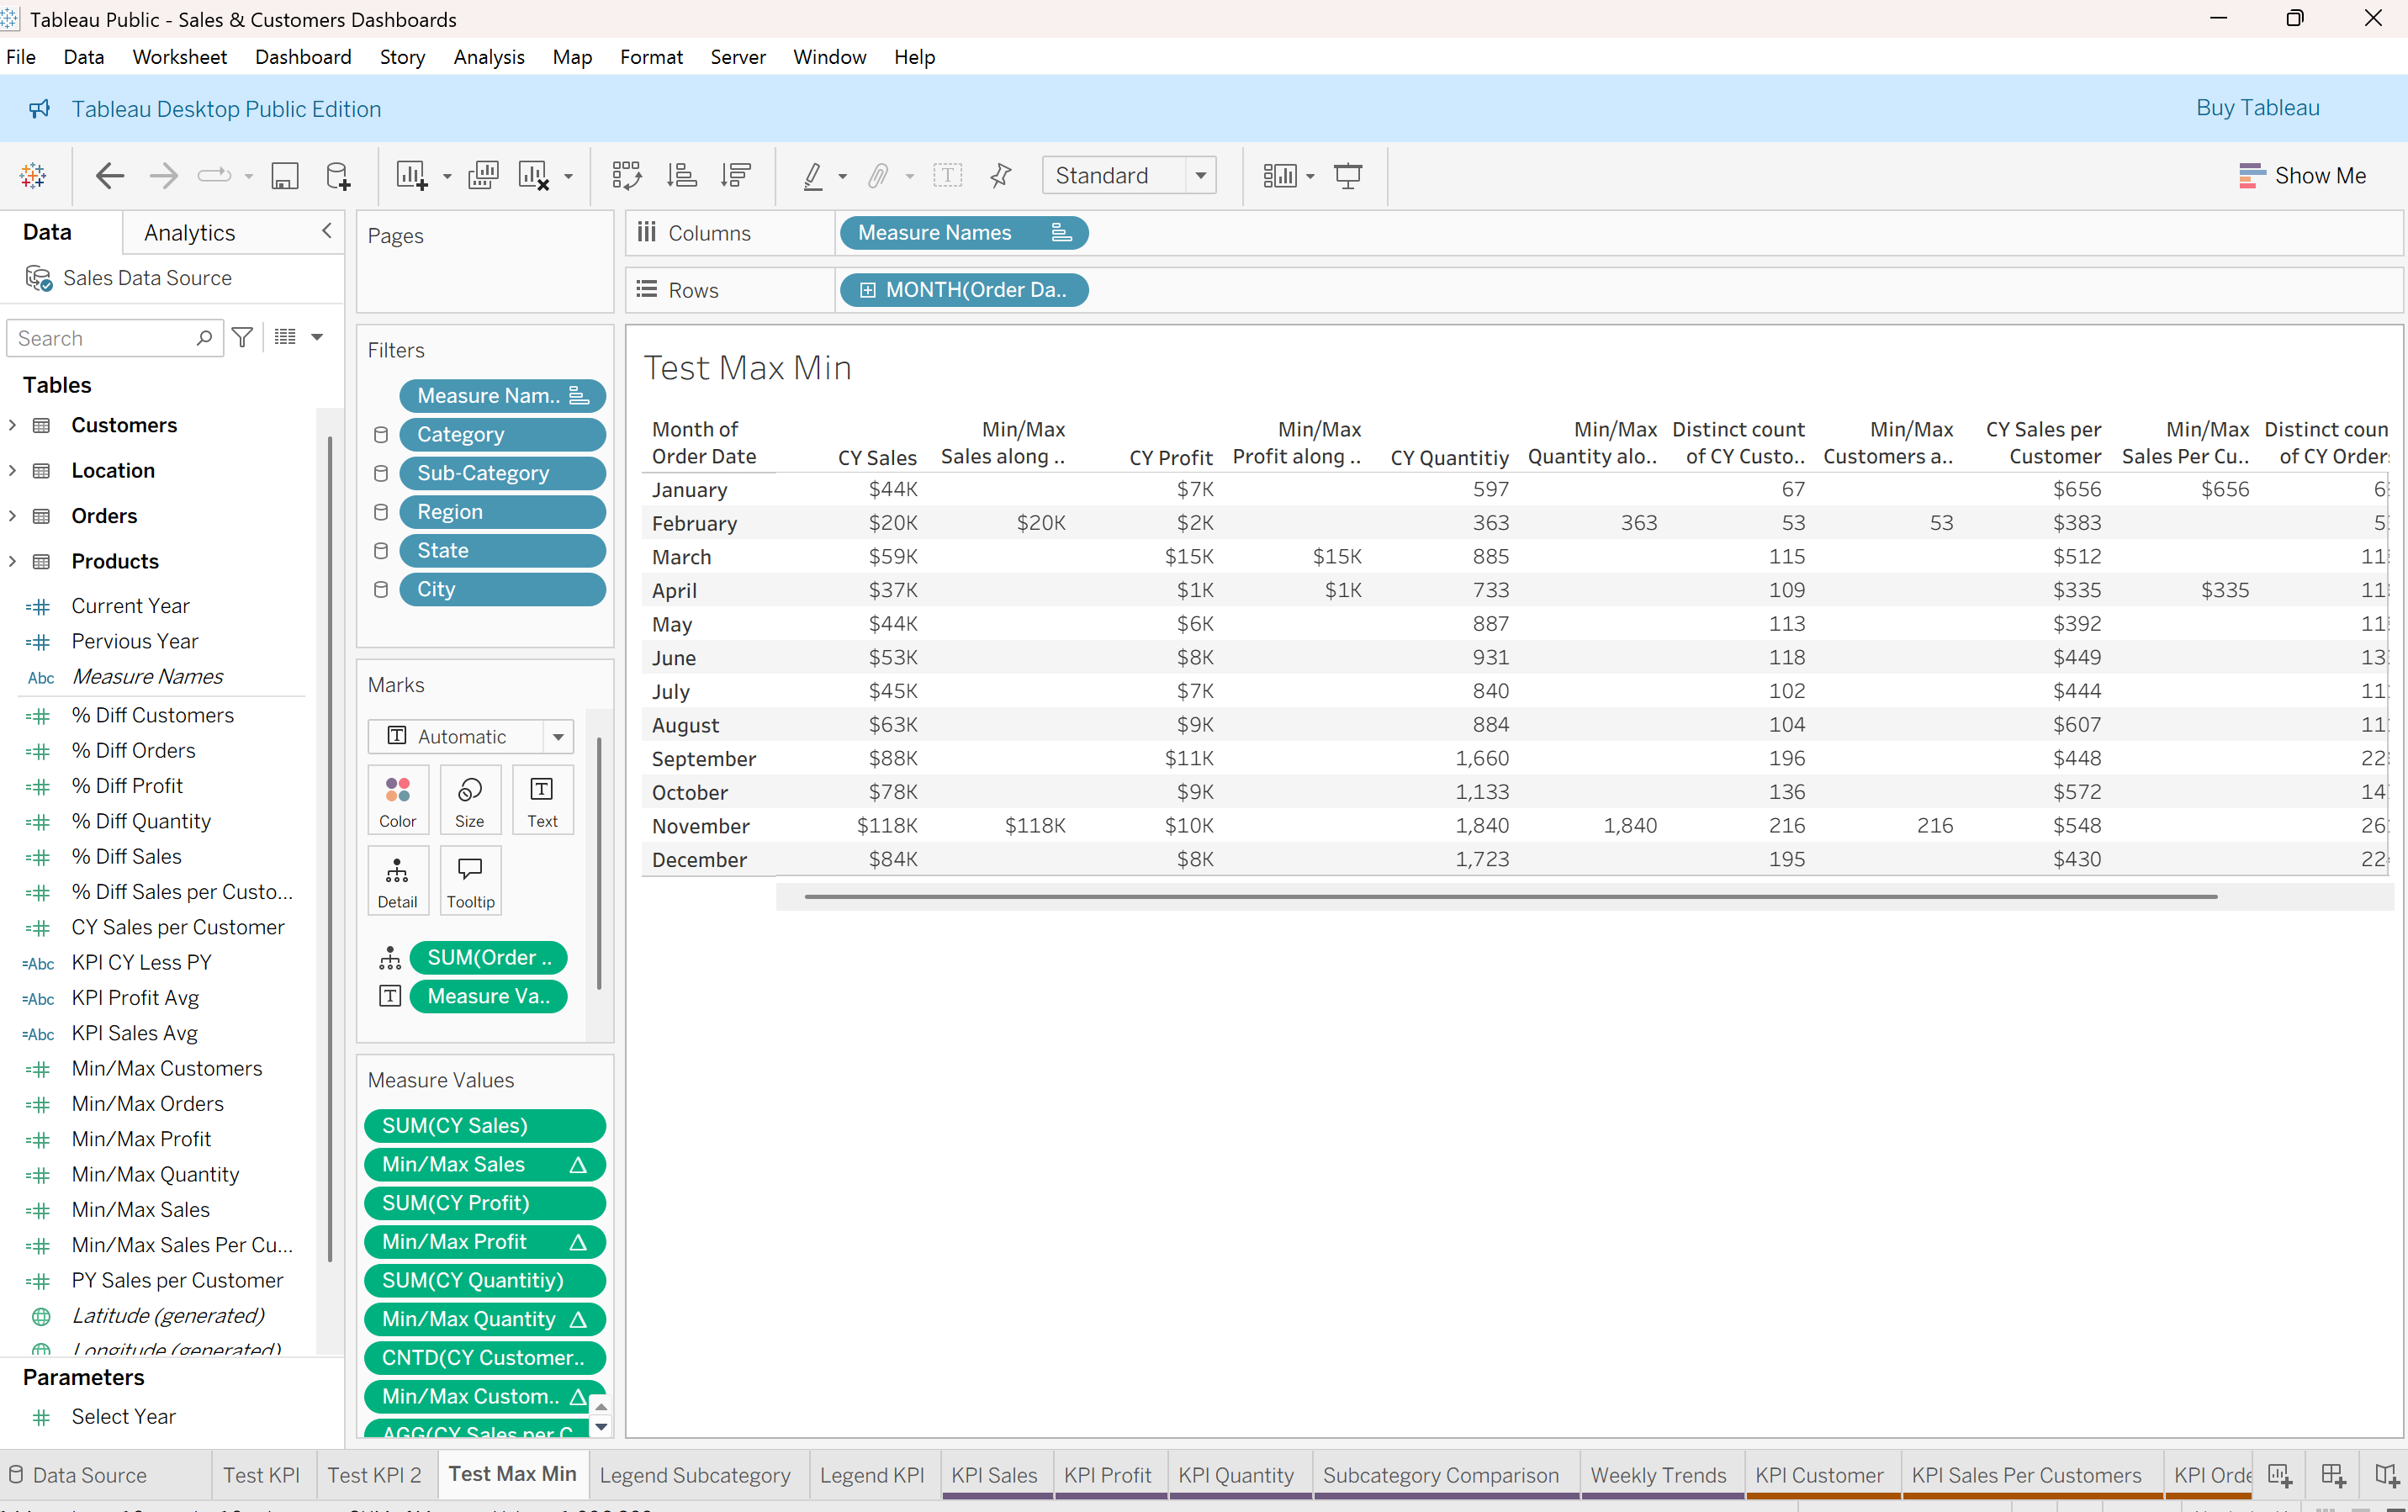 Tableau Public - Sales & Customers Dashboards
File Data Worksheet Dashboard Story Analysis Map Format Server Window Help
Tableau Desktop Public Edition Buy Tableau
Standard Show Me
Data Analytics
Sales Data Source
Search
Tables
Customers
Location
Orders
Products
Current Year
Pervious Year
Abc Measure Names
% Diff Customers
% Diff Orders
% Diff Profit
% Diff Quantity
% Diff Sales
% Diff Sales per Custo...
CY Sales per Customer
=Abc KPI CY Less PY
=Abc KPI Profit Avg
=Abc KPI Sales Avg
Min/Max Customers
Min/Max Orders
Min/Max Profit
Min/Max Quantity
Min/Max Sales
Min/Max Sales Per Cu...
PY Sales per Customer
Latitude (generated)
Longitude (generated)
Parameters
Select Year
Pages
Filters
Measure Nam..
Category
Sub-Category
Region
State
City
Marks
Automatic
Color Size Text
Detail Tooltip
SUM(Order ..
Measure Va..
Measure Values
SUM(CY Sales)
Min/Max Sales
SUM(CY Profit)
Min/Max Profit
SUM(CY Quantitiy)
Min/Max Quantity
CNTD(CY Customer..
Min/Max Custom..
AGG(CY Sales per C
Columns Measure Names
Rows MONTH(Order Da..
Test Max Min
Month of Min/Max Min/Max Min/Max Distinct count Min/Max CY Sales per Min/Max Distinct coun
Order Date CY Sales Sales along .. CY Profit Profit along .. CY Quantitiy Quantity alo.. of CY Custo.. Customers a.. Customer Sales Per Cu.. of CY Order
January $44K $7K 597 67 $656 $656 6
February $20K $20K $2K 363 363 53 53 $383 5
March $59K $15K $15K 885 115 $512 11
April $37K $1K $1K 733 109 $335 $335 11
May $44K $6K 887 113 $392 11
June $53K $8K 931 118 $449 13
July $45K $7K 840 102 $444 11
August $63K $9K 884 104 $607 11
September $88K $11K 1,660 196 $448 22
October $78K $9K 1,133 136 $572 14
November $118K $118K $10K 1,840 1,840 216 216 $548 26
December $84K $8K 1,723 195 $430 22
Data Source Test KPI Test KPI 2 Test Max Min Legend Subcategory Legend KPI KPI Sales KPI Profit KPI Quantity Subcategory Comparison Weekly Trends KPI Customer KPI Sales Per Customers KPI Orde